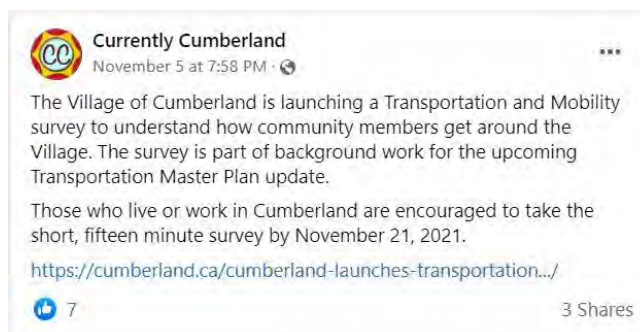 CC
Currently Cumberland
November 5 at 7:58 PM ·
The Village of Cumberland is launching a Transportation and Mobility
survey to understand how community members get around the
Village. The survey is part of background work for the upcoming
Transportation Master Plan update.
Those who live or work in Cumberland are encouraged to take the
short, fifteen minute survey by November 21, 2021.
https://cumberland.ca/cumberland-launches-transportation.../
7
3 Shares